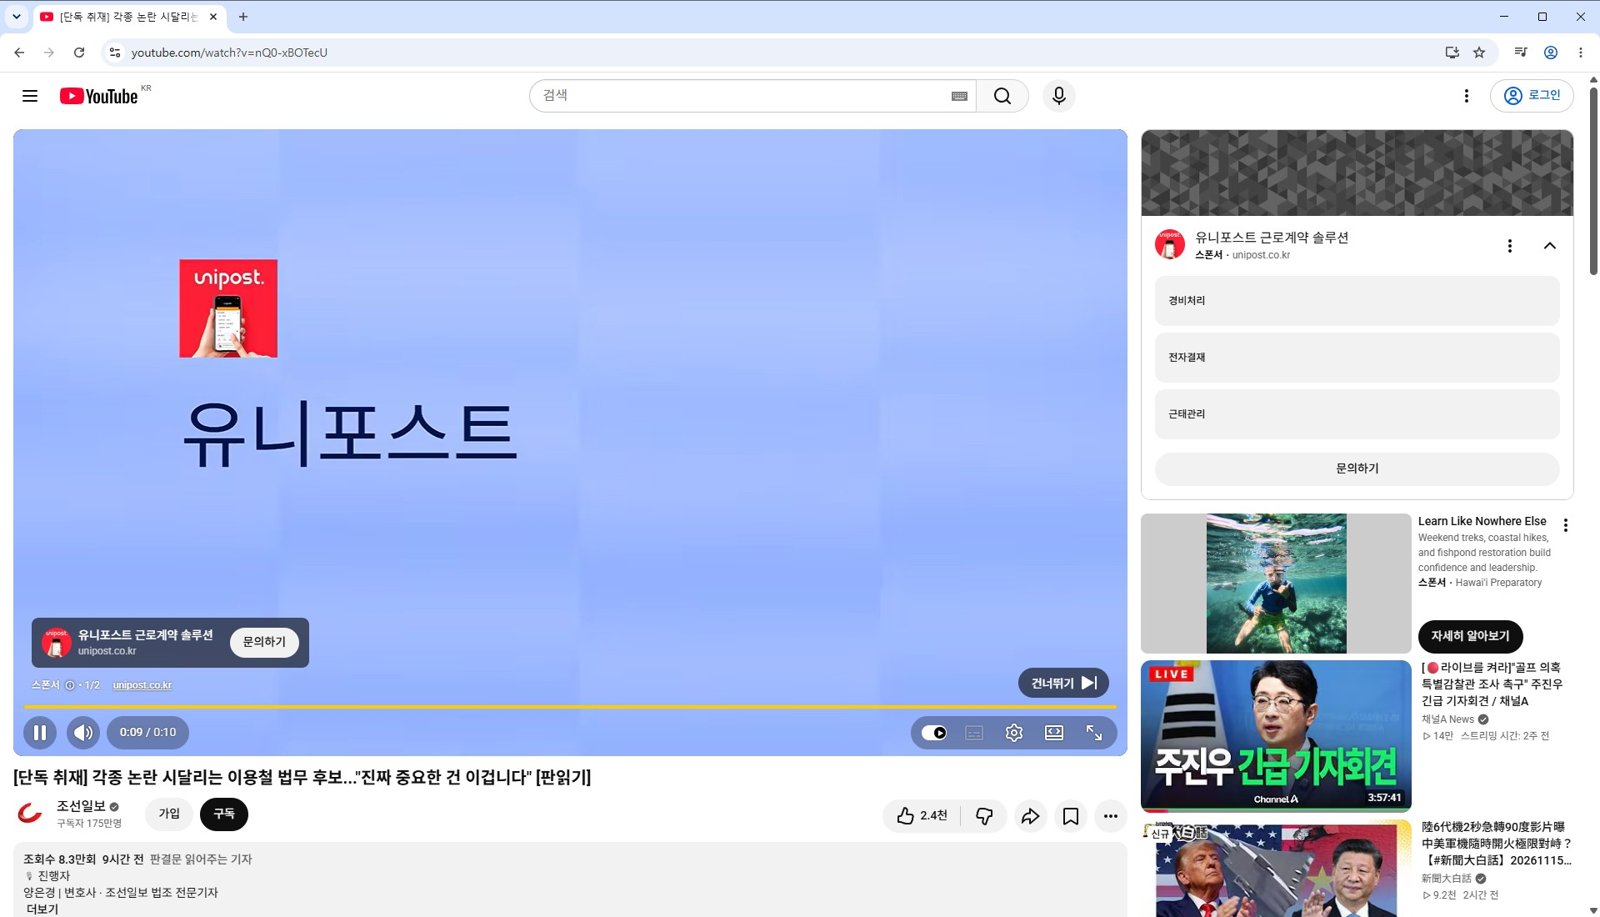 [단독 취재] 각종 논란 시달리는
youtube.com/watch?v=nQ0-xBOTecU
YouTube KR
검색
로그인
unipost.
유니포스트
유니포스트 근로계약 솔루션
unipost.co.kr
문의하기
스폰서 · 1/2 unipost.co.kr
건너뛰기
0:09 / 0:10
[단독 취재] 각종 논란 시달리는 이용철 법무 후보..."진짜 중요한 건 이겁니다" [판읽기]
조선일보
구독자 175만명
가입
구독
2.4천
조회수 8.3만회 9시간 전 판결문 읽어주는 기자
🎙 진행자
양은경 | 변호사 · 조선일보 법조 전문기자
더보기
유니포스트 근로계약 솔루션
스폰서 · unipost.co.kr
경비처리
전자결재
근태관리
문의하기
Learn Like Nowhere Else
Weekend treks, coastal hikes,
and fishpond restoration build
confidence and leadership.
스폰서 · Hawai'i Preparatory
자세히 알아보기
LIVE
주진우 긴급 기자회견
Channel A
3:57:41
[🔴라이브를 켜라]"골프 의혹
특별감찰관 조사 촉구" 주진우
긴급 기자회견 / 채널A
채널A News
14만 스트리밍 시간: 2주 전
신규
大白話
陸6代機2秒急轉90度影片曝
中美軍機隨時開火極限對峙？
【#新聞大白話】20261115...
新聞大白話
9.2천 2시간 전